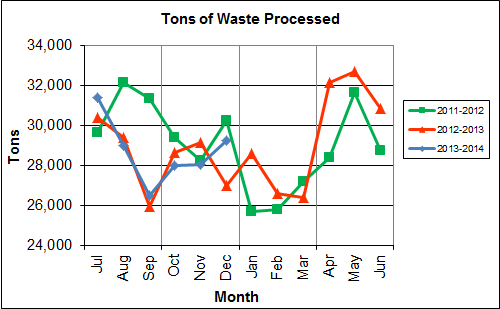 Tons of Waste Processed
34,000
32,000
30,000
28,000
26,000
24,000
Tons
Jul
Aug
Sep
Oct
Nov
Dec
Jan
Feb
Mar
Apr
May
Jun
Month
2011-2012
2012-2013
2013-2014